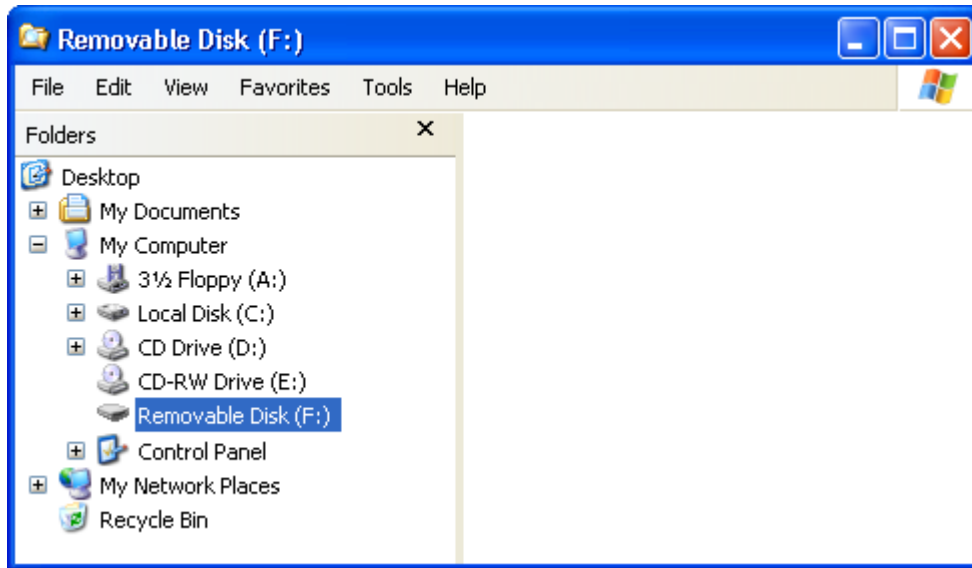 Removable Disk (F:)
File Edit View Favorites Tools Help
Folders
Desktop
My Documents
My Computer
3½ Floppy (A:)
Local Disk (C:)
CD Drive (D:)
CD-RW Drive (E:)
Removable Disk (F:)
Control Panel
My Network Places
Recycle Bin